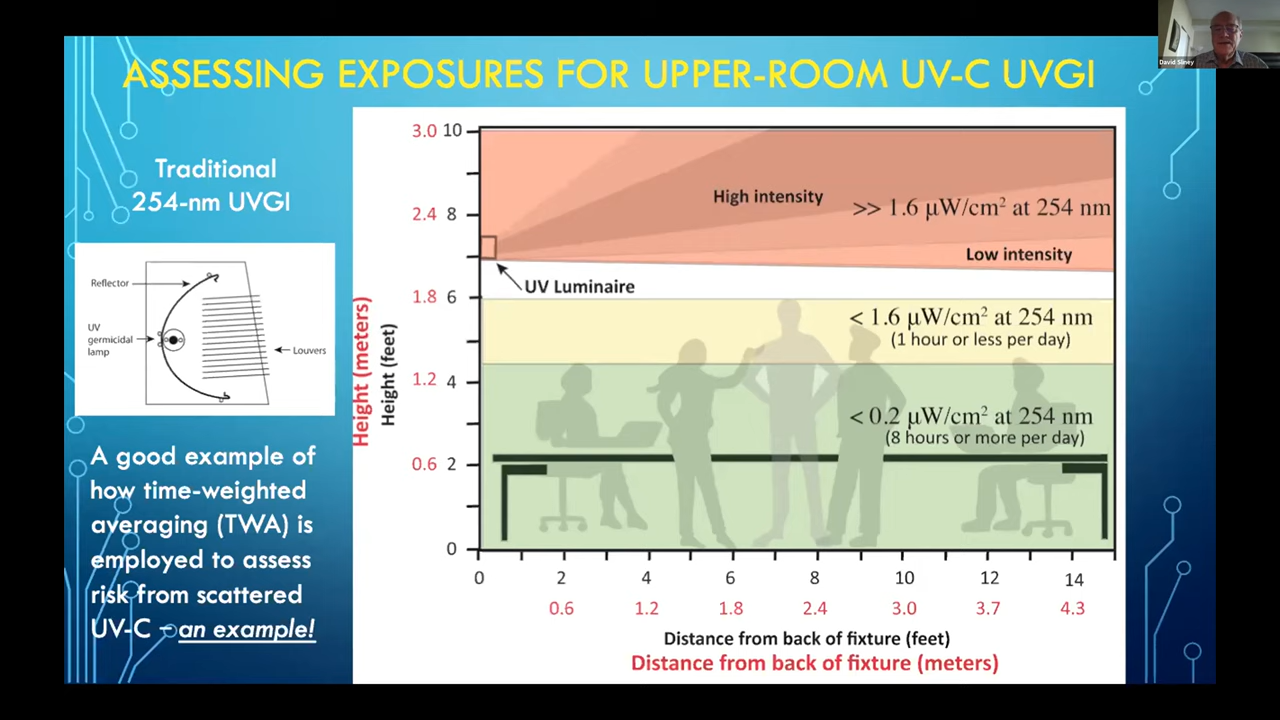 ASSESSING EXPOSURES FOR UPPER-ROOM UV-C UVGI
David Sliney
Traditional
254-nm UVGI
Reflector
UV
germicidal
lamp
Louvers
A good example of
how time-weighted
averaging (TWA) is
employed to assess
risk from scattered
UV-C – an example!
Height (meters)
Height (feet)
3.0 10
2.4 8
1.8 6
1.2 4
0.6 2
0
High intensity
>> 1.6 µW/cm² at 254 nm
Low intensity
UV Luminaire
< 1.6 µW/cm² at 254 nm
(1 hour or less per day)
< 0.2 µW/cm² at 254 nm
(8 hours or more per day)
0 2 4 6 8 10 12 14
0.6 1.2 1.8 2.4 3.0 3.7 4.3
Distance from back of fixture (feet)
Distance from back of fixture (meters)